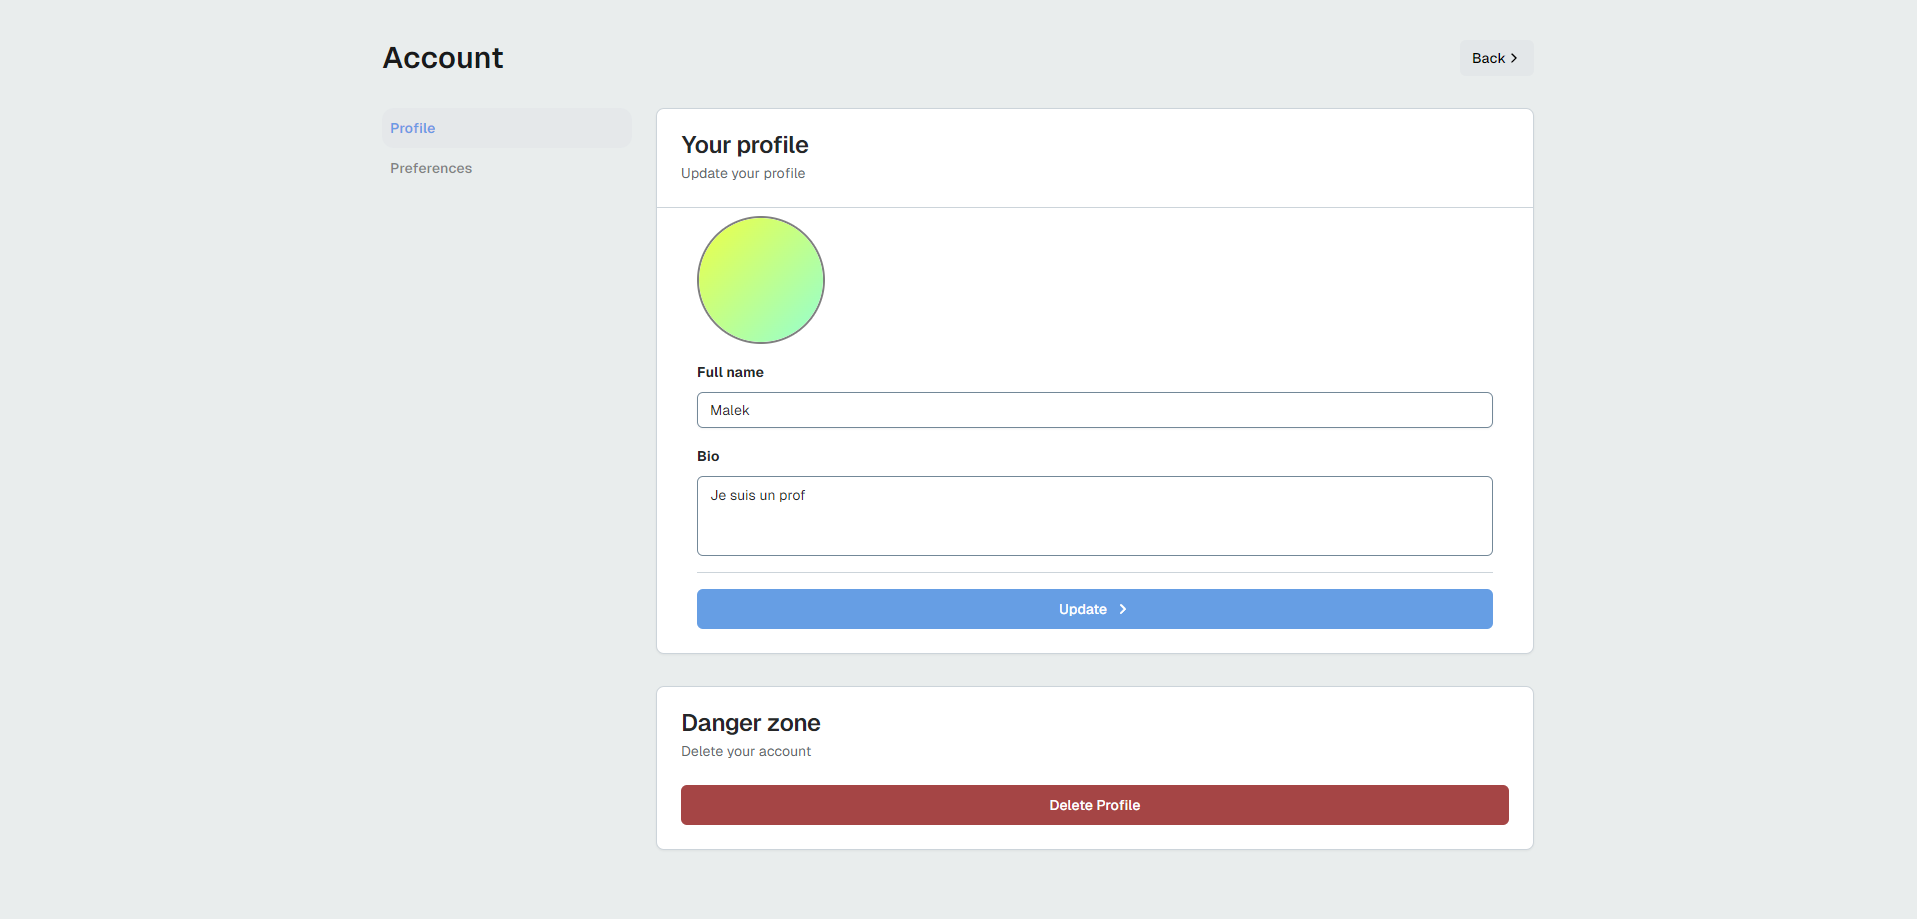 Account
Back
Profile
Preferences
Your profile
Update your profile
Full name
Malek
Bio
Je suis un prof
Update
Danger zone
Delete your account
Delete Profile